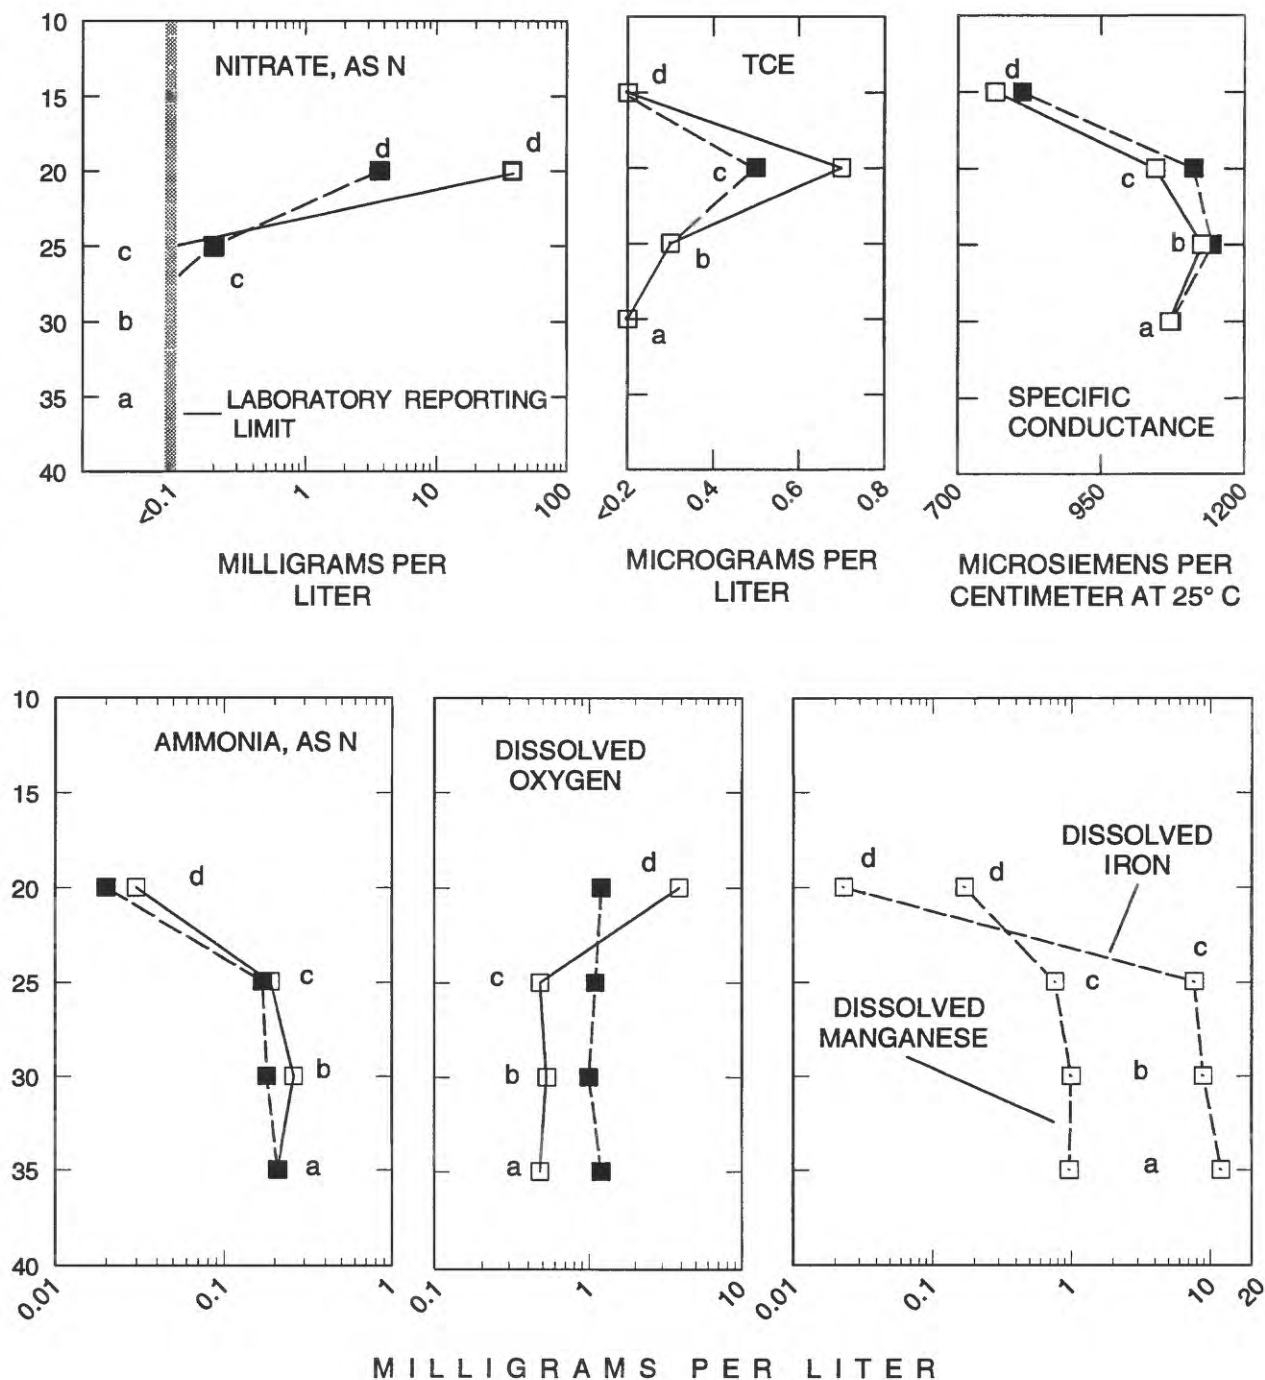 10
15
20
25
30
35
40
NITRATE, AS N
d
d
c
c
b
a
LABORATORY REPORTING
LIMIT
<0.1
1
10
100
MILLIGRAMS PER
LITER
TCE
d
c
b
a
<0.2
0.4
0.6
0.8
MICROGRAMS PER
LITER
d
c
b
a
SPECIFIC
CONDUCTANCE
700
950
1200
MICROSIEMENS PER
CENTIMETER AT 25° C
10
15
20
25
30
35
40
AMMONIA, AS N
d
c
b
a
0.01
0.1
1
DISSOLVED
OXYGEN
d
c
b
a
0.1
1
10
DISSOLVED
IRON
d
d
c
c
DISSOLVED
MANGANESE
b
a
0.01
0.1
1
10
20
MILLIGRAMS PER LITER